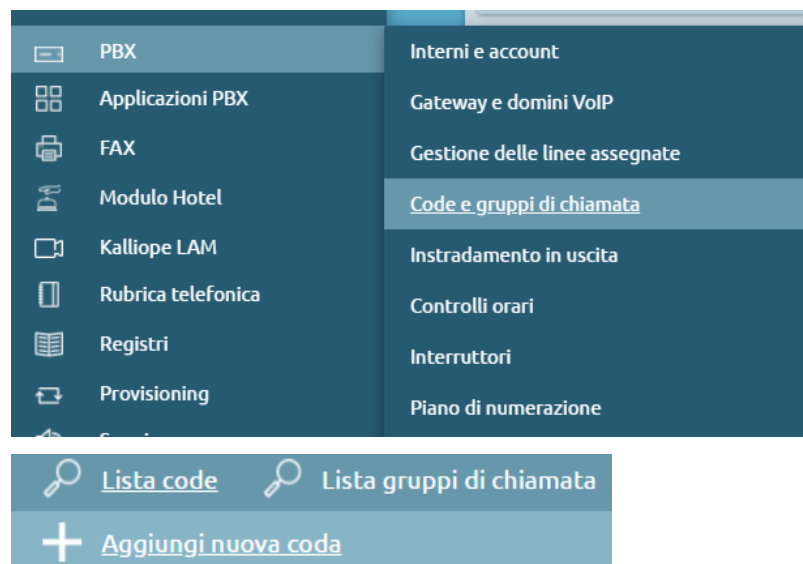 PBX
Applicazioni PBX
FAX
Modulo Hotel
Kalliope LAM
Rubrica telefonica
Registri
Provisioning
Interni e account
Gateway e domini VoIP
Gestione delle linee assegnate
Code e gruppi di chiamata
Instradamento in uscita
Controlli orari
Interruttori
Piano di numerazione
Lista code Lista gruppi di chiamata
Aggiungi nuova coda